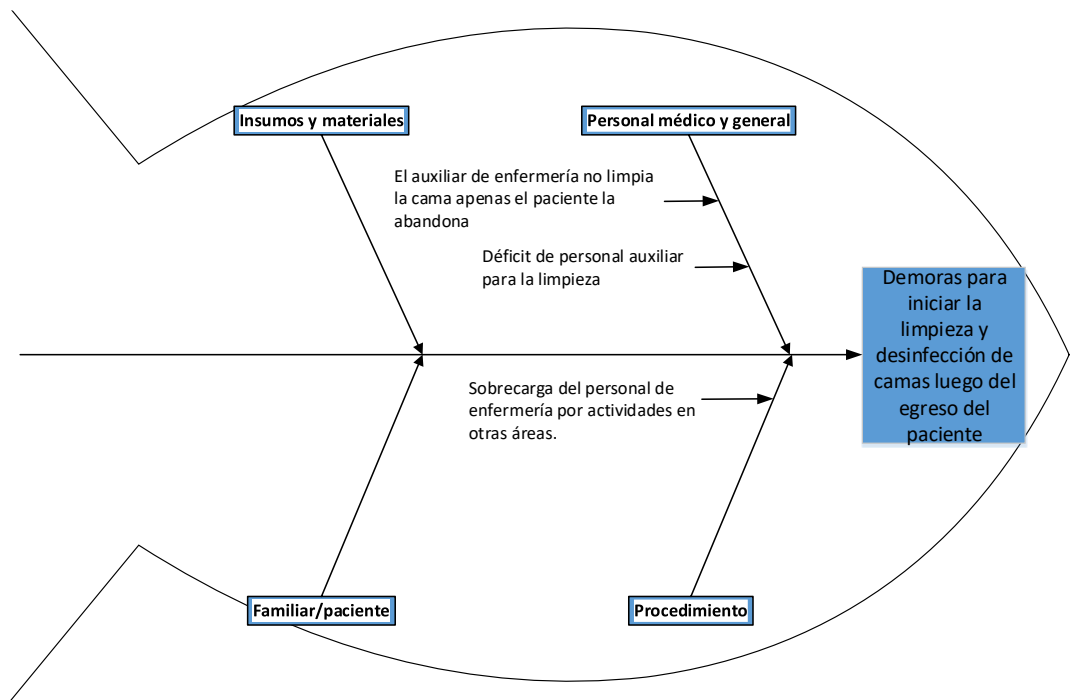 Insumos y materiales
Personal médico y general
El auxiliar de enfermería no limpia
la cama apenas el paciente la
abandona
Déficit de personal auxiliar
para la limpieza
Demoras para
iniciar la
limpieza y
desinfección de
camas luego del
egreso del
paciente
Sobrecarga del personal de
enfermería por actividades en
otras áreas.
Familiar/paciente
Procedimiento